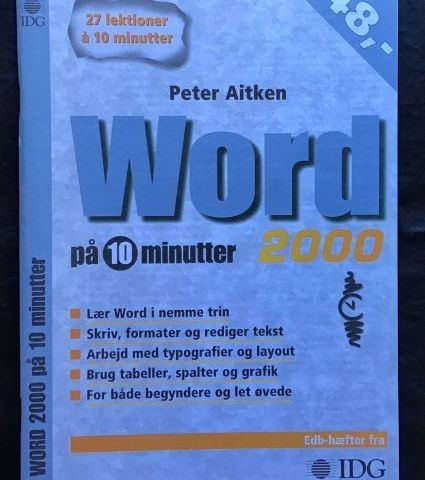 IDG
27 lektioner
à 10 minutter
48,-
Peter Aitken
Word
på 10 minutter 2000
Lær Word i nemme trin
Skriv, formater og rediger tekst
Arbejd med typografier og layout
Brug tabeller, spalter og grafik
For både begyndere og let øvede
Edb-hæfter fra
IDG
WORD 2000 på 10 minutter